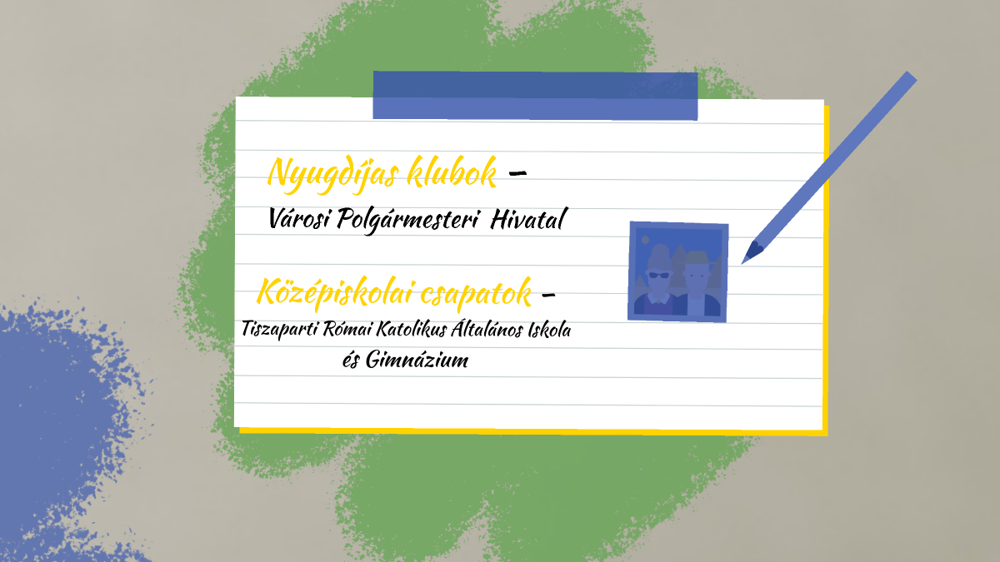 Nyugdíjas klubok –
Városi Polgármesteri Hivatal
Középiskolai csapatok –
Tiszaparti Római Katolikus Általános Iskola
és Gimnázium